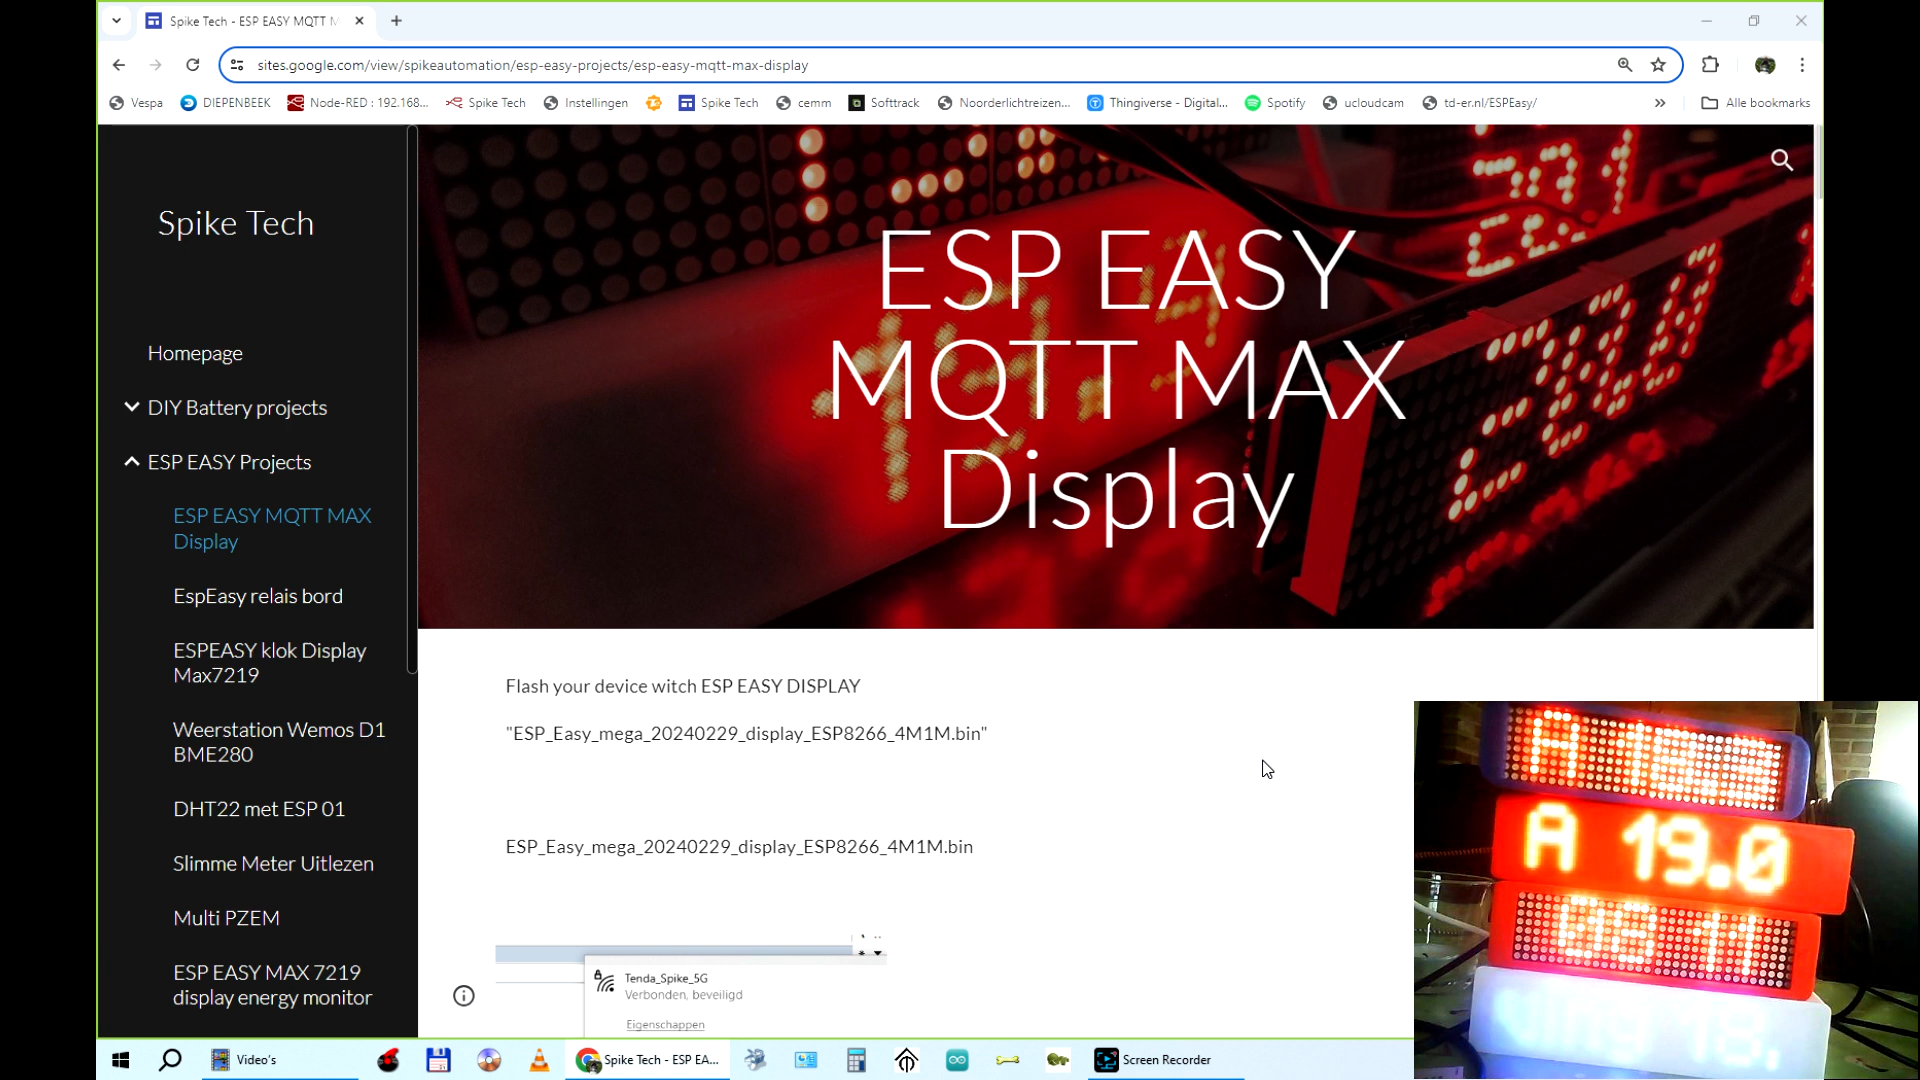 Spike Tech - ESP EASY MQTT M
sites.google.com/view/spikeautomation/esp-easy-projects/esp-easy-mqtt-max-display
Vespa
DIEPENBEEK
Node-RED : 192.168...
Spike Tech
Instellingen
Spike Tech
cemm
Softtrack
Noorderlichtreizen...
Thingiverse - Digital...
Spotify
ucloudcam
td-er.nl/ESPEasy/
Alle bookmarks
Spike Tech
Homepage
DIY Battery projects
ESP EASY Projects
ESP EASY MQTT MAX
Display
EspEasy relais bord
ESPEASY klok Display
Max7219
Weerstation Wemos D1
BME280
DHT22 met ESP 01
Slimme Meter Uitlezen
Multi PZEM
ESP EASY MAX 7219
display energy monitor
ESP EASY
MQTT MAX
Display
Flash your device witch ESP EASY DISPLAY
"ESP_Easy_mega_20240229_display_ESP8266_4M1M.bin"
ESP_Easy_mega_20240229_display_ESP8266_4M1M.bin
Tenda_Spike_5G
Verbonden, beveiligd
Eigenschappen
A 19.0
Video's
Spike Tech - ESP EA...
Screen Recorder